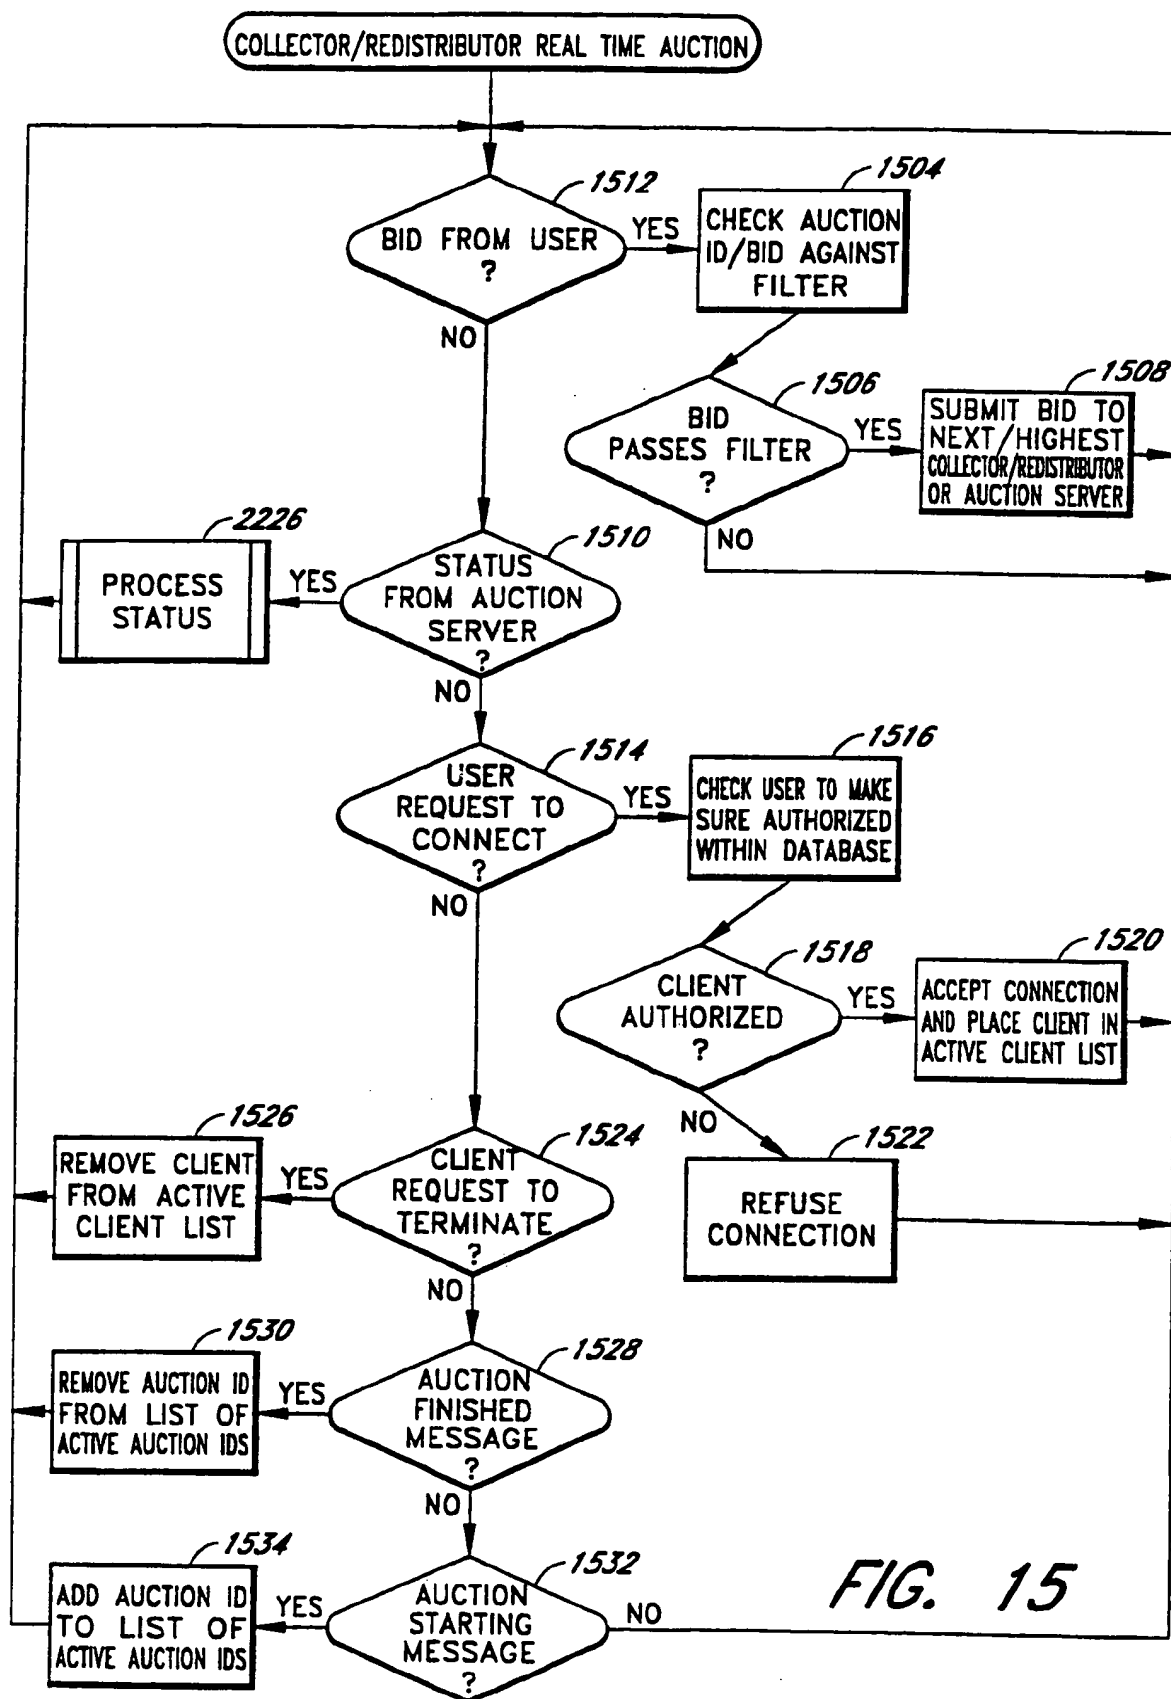 COLLECTOR/REDISTRIBUTOR REAL TIME AUCTION
1512
BID FROM USER
?
YES
NO
1504
CHECK AUCTION
ID/BID AGAINST
FILTER
1506
BID
PASSES FILTER
?
YES
NO
1508
SUBMIT BID TO
NEXT/HIGHEST
COLLECTOR/REDISTRIBUTOR
OR AUCTION SERVER
1510
STATUS
FROM AUCTION
SERVER
?
YES
NO
2226
PROCESS
STATUS
1514
USER
REQUEST TO
CONNECT
?
YES
NO
1516
CHECK USER TO MAKE
SURE AUTHORIZED
WITHIN DATABASE
1518
CLIENT
AUTHORIZED
?
YES
NO
1520
ACCEPT CONNECTION
AND PLACE CLIENT IN
ACTIVE CLIENT LIST
1522
REFUSE
CONNECTION
1524
CLIENT
REQUEST TO
TERMINATE
?
YES
NO
1526
REMOVE CLIENT
FROM ACTIVE
CLIENT LIST
1528
AUCTION
FINISHED
MESSAGE
?
YES
NO
1530
REMOVE AUCTION ID
FROM LIST OF
ACTIVE AUCTION IDS
1532
AUCTION
STARTING
MESSAGE
?
YES
NO
1534
ADD AUCTION ID
TO LIST OF
ACTIVE AUCTION IDS
FIG. 15